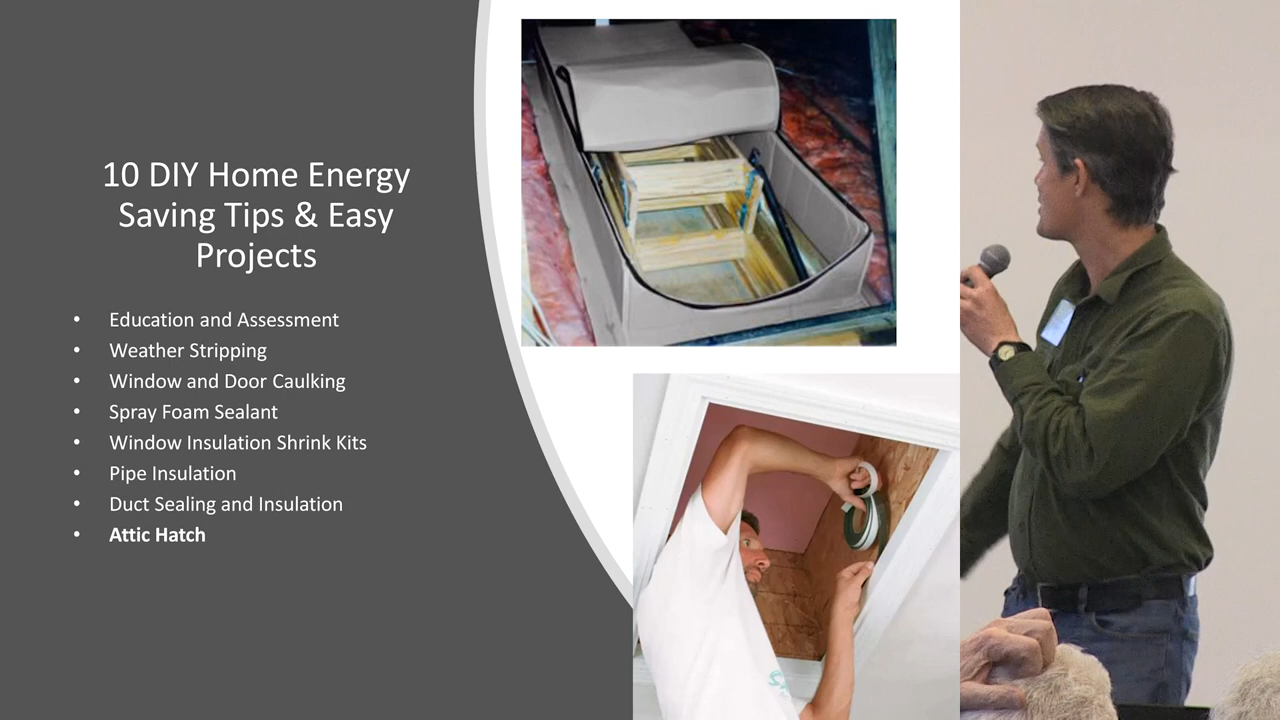 10 DIY Home Energy
Saving Tips & Easy
Projects
• Education and Assessment
• Weather Stripping
• Window and Door Caulking
• Spray Foam Sealant
• Window Insulation Shrink Kits
• Pipe Insulation
• Duct Sealing and Insulation
• Attic Hatch